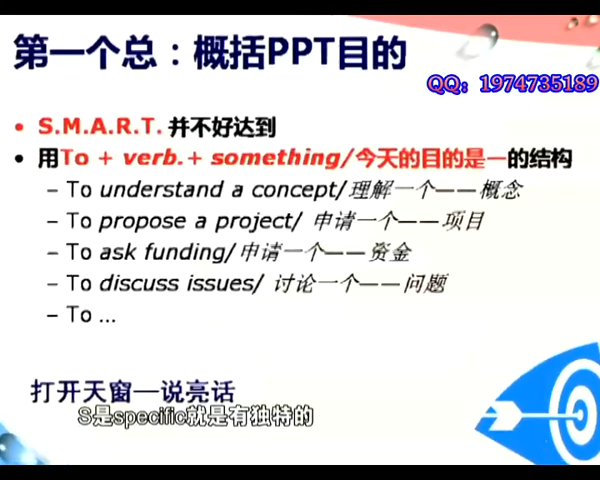 第一个总：概括PPT目的
QQ：1974735189
• S.M.A.R.T. 并不好达到
• 用To + verb.+ something/今天的目的是—的结构
– To understand a concept/理解一个——概念
– To propose a project/ 申请一个——项目
– To ask funding/申请一个——资金
– To discuss issues/ 讨论一个——问题
– To ...
打开天窗—说亮话
S是specific就是有独特的